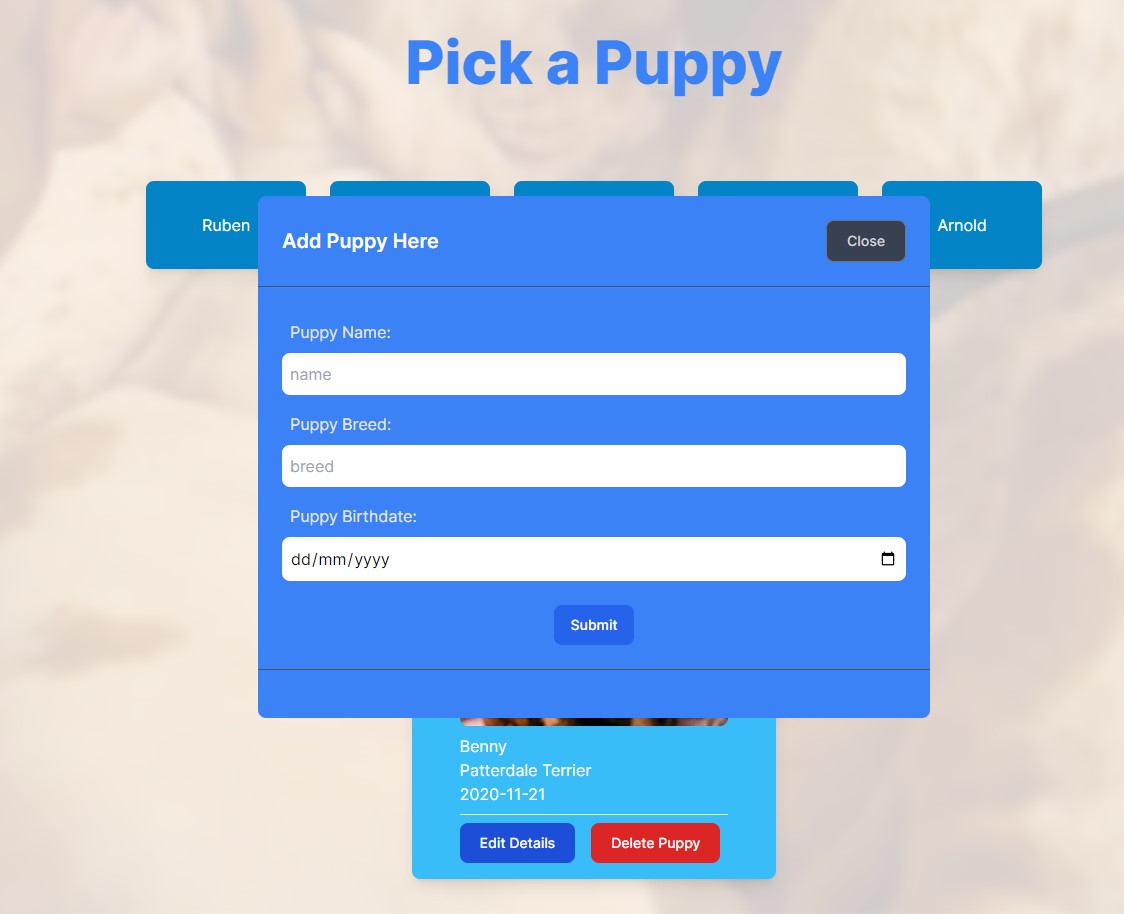 Pick a Puppy
Ruben
Arnold
Add Puppy Here
Close
Puppy Name:
name
Puppy Breed:
breed
Puppy Birthdate:
dd/mm/yyyy
Submit
Benny
Patterdale Terrier
2020-11-21
Edit Details
Delete Puppy